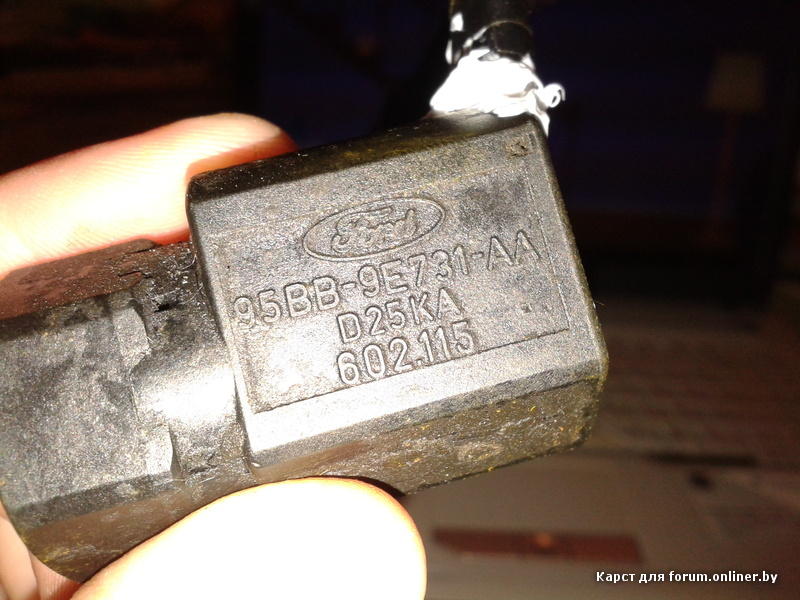 Ford
95BB-9E731-AA
D25KA
602.115
Карст для forum.onliner.by